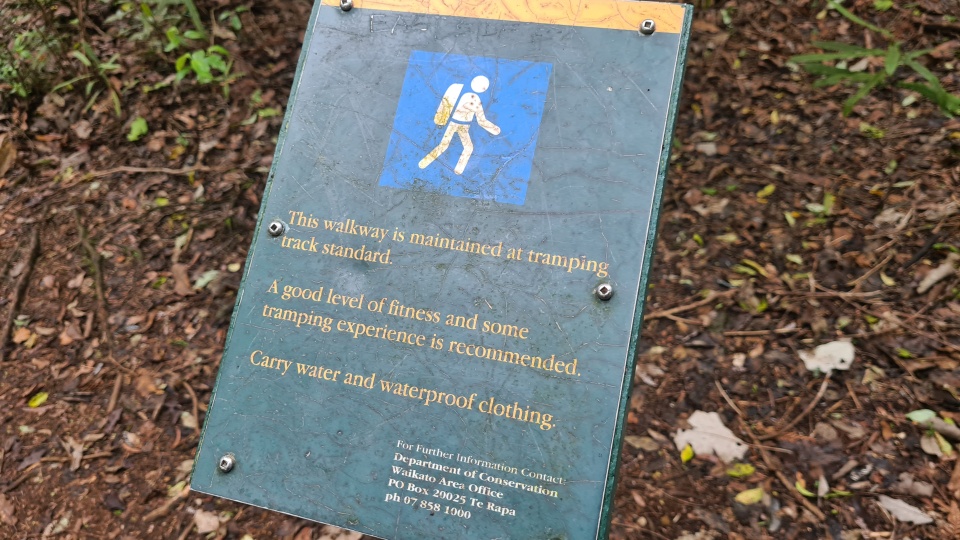 This walkway is maintained at tramping
track standard.
A good level of fitness and some
tramping experience is recommended.
Carry water and waterproof clothing.
For Further Information Contact:
Department of Conservation
Waikato Area Office
PO Box 20025 Te Rapa
ph 07 858 1000